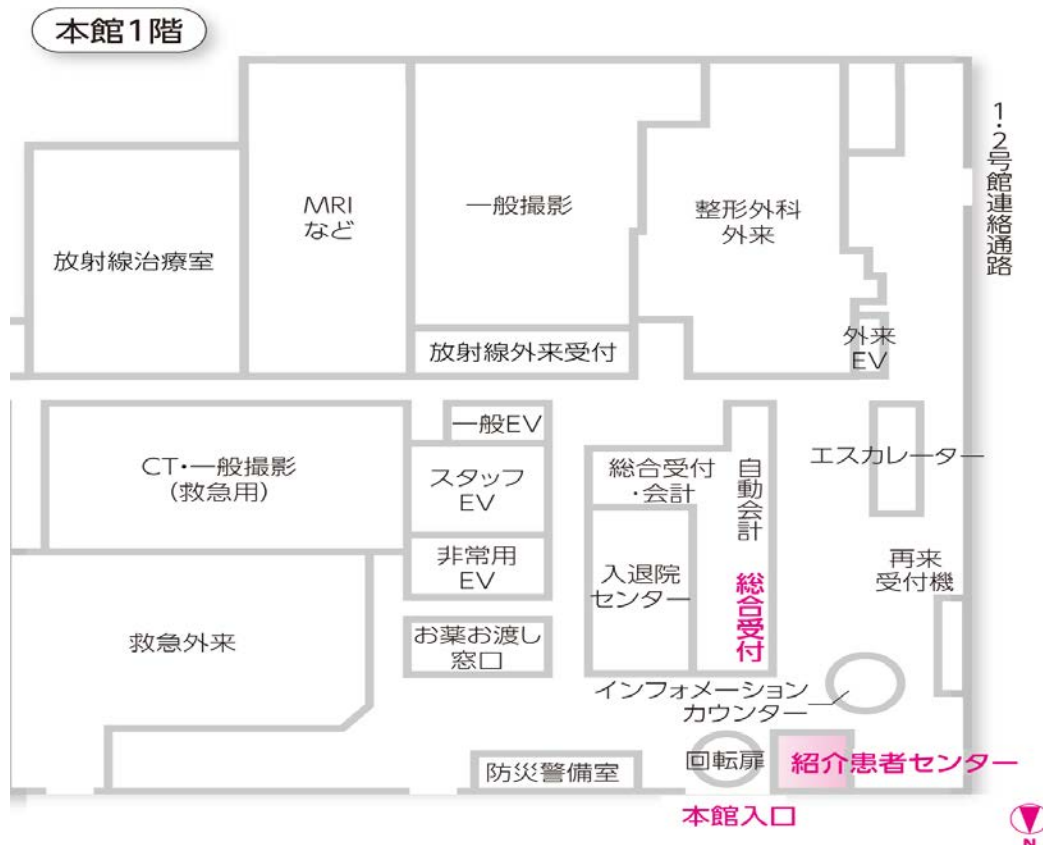 本館1階
1・2号館連絡通路
放射線治療室
MRI
など
一般撮影
整形外科
外来
放射線外来受付
外来
EV
CT・一般撮影
(救急用)
一般EV
スタッフ
EV
非常用
EV
総合受付
・会計
自動会計
エスカレーター
入退院
センター
総合受付
再来
受付機
救急外来
お薬お渡し
窓口
インフォメーション
カウンター
防災警備室
回転扉
紹介患者センター
本館入口
N